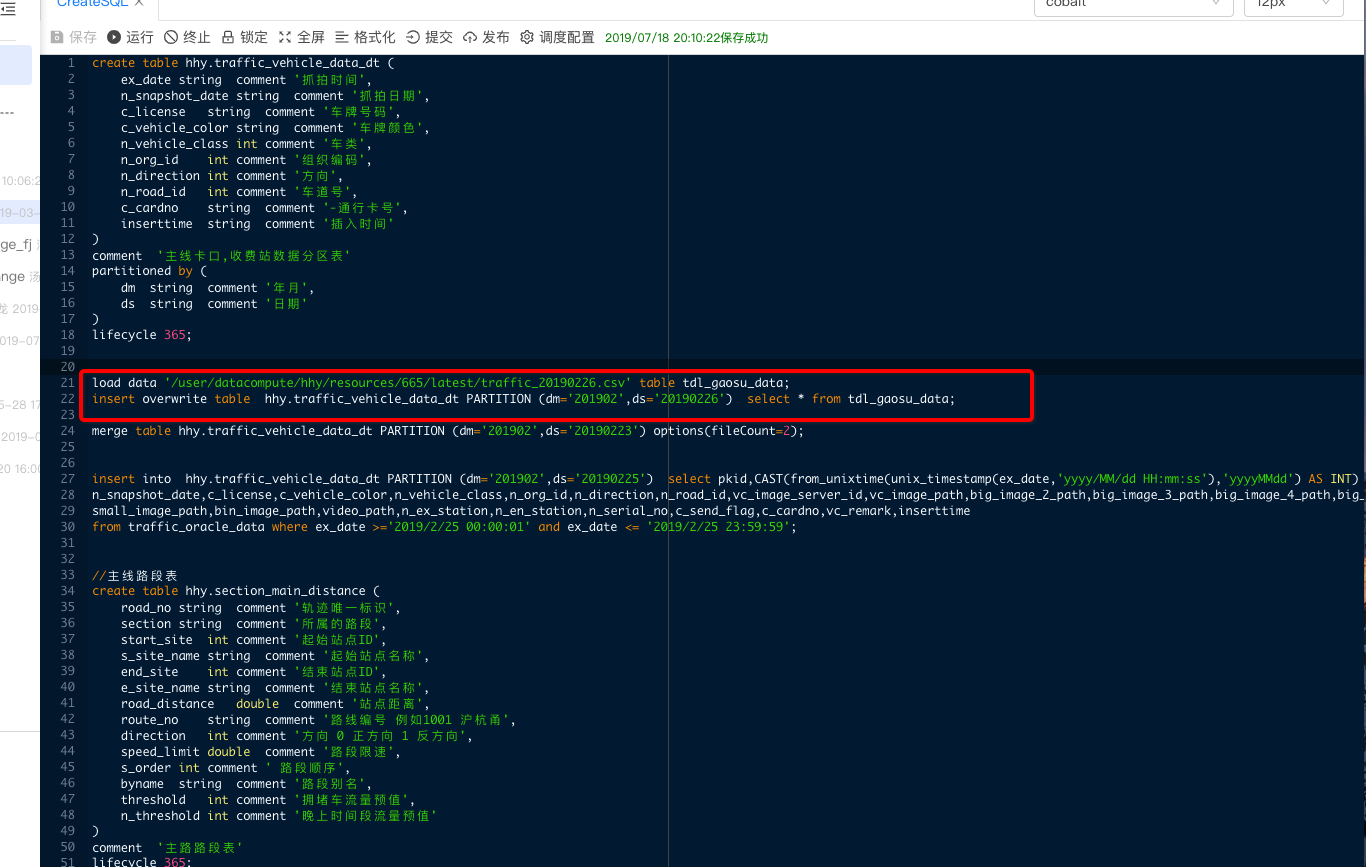 CreateSQL ×
cobalt
12px
保存 运行 终止 锁定 全屏 格式化 提交 发布 调度配置 2019/07/18 20:10:22保存成功
1 create table hhy.traffic_vehicle_data_dt (
2 ex_date string comment '抓拍时间',
3 n_snapshot_date string comment '抓拍日期',
4 c_license string comment '车牌号码',
5 c_vehicle_color string comment '车牌颜色',
6 n_vehicle_class int comment '车类',
7 n_org_id int comment '组织编码',
8 n_direction int comment '方向',
9 n_road_id int comment '车道号',
10 c_cardno string comment '-通行卡号',
11 inserttime string comment '插入时间'
12 )
13 comment '主线卡口,收费站数据分区表'
14 partitioned by (
15 dm string comment '年月',
16 ds string comment '日期'
17 )
18 lifecycle 365;
19
20
21 load data '/user/datacompute/hhy/resources/665/latest/traffic_20190226.csv' table tdl_gaosu_data;
22 insert overwrite table hhy.traffic_vehicle_data_dt PARTITION (dm='201902',ds='20190226') select * from tdl_gaosu_data;
23
24 merge table hhy.traffic_vehicle_data_dt PARTITION (dm='201902',ds='20190223') options(fileCount=2);
25
26
27 insert into hhy.traffic_vehicle_data_dt PARTITION (dm='201902',ds='20190225') select pkid,CAST(from_unixtime(unix_timestamp(ex_date,'yyyy/MM/dd HH:mm:ss'),'yyyyMMdd') AS INT)
28 n_snapshot_date,c_license,c_vehicle_color,n_vehicle_class,n_org_id,n_direction,n_road_id,vc_image_server_id,vc_image_path,big_image_2_path,big_image_3_path,big_image_4_path,big_
29 small_image_path,bin_image_path,video_path,n_ex_station,n_en_station,n_serial_no,c_send_flag,c_cardno,vc_remark,inserttime
30 from traffic_oracle_data where ex_date >='2019/2/25 00:00:01' and ex_date <= '2019/2/25 23:59:59';
31
32
33 //主线路段表
34 create table hhy.section_main_distance (
35 road_no string comment '轨迹唯一标识',
36 section string comment '所属的路段',
37 start_site int comment '起始站点ID',
38 s_site_name string comment '起始站点名称',
39 end_site int comment '结束站点ID',
40 e_site_name string comment '结束站点名称',
41 road_distance double comment '站点距离',
42 route_no string comment '路线编号 例如1001 沪杭甬',
43 direction int comment '方向 0 正方向 1 反方向',
44 speed_limit double comment '路段限速',
45 s_order int comment ' 路段顺序',
46 byname string comment '路段别名',
47 threshold int comment '拥堵车流量预值',
48 n_threshold int comment '晚上时间段流量预值'
49 )
50 comment '主路路段表'
51 lifecycle 365;